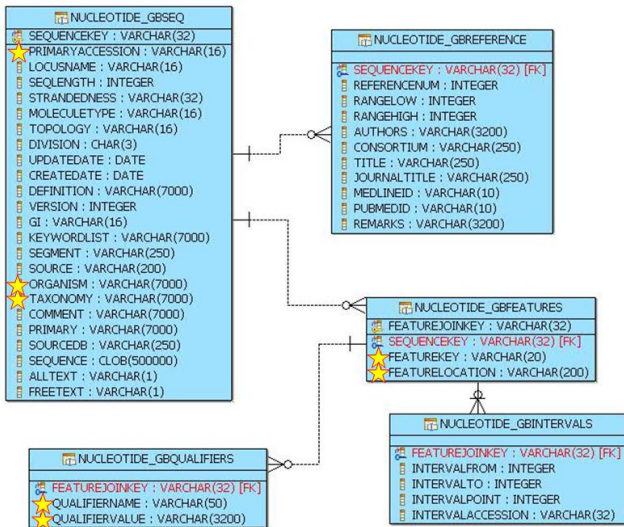 NUCLEOTIDE_GBSEQ
SEQUENCEKEY : VARCHAR(32)
PRIMARYACCESSION : VARCHAR(16)
LOCUSNAME : VARCHAR(16)
SEQLENGTH : INTEGER
STRANDEDNESS : VARCHAR(32)
MOLECULETYPE : VARCHAR(16)
TOPOLOGY : VARCHAR(16)
DIVISION : CHAR(3)
UPDATEDATE : DATE
CREATEDATE : DATE
DEFINITION : VARCHAR(7000)
VERSION : INTEGER
GI : VARCHAR(16)
KEYWORDLIST : VARCHAR(7000)
SEGMENT : VARCHAR(250)
SOURCE : VARCHAR(200)
ORGANISM : VARCHAR(7000)
TAXONOMY : VARCHAR(7000)
COMMENT : VARCHAR(7000)
PRIMARY : VARCHAR(7000)
SOURCEDB : VARCHAR(250)
SEQUENCE : CLOB(500000)
ALLTEXT : VARCHAR(1)
FREETEXT : VARCHAR(1)
NUCLEOTIDE_GBREFERENCE
SEQUENCEKEY : VARCHAR(32) [FK]
REFERENCENUM : INTEGER
RANGELOW : INTEGER
RANGEHIGH : INTEGER
AUTHORS : VARCHAR(3200)
CONSORTIUM : VARCHAR(250)
TITLE : VARCHAR(250)
JOURNALTITLE : VARCHAR(250)
MEDLINEID : VARCHAR(10)
PUBMEDID : VARCHAR(10)
REMARKS : VARCHAR(3200)
NUCLEOTIDE_GBFEATURES
FEATUREJOINKEY : VARCHAR(32)
SEQUENCEKEY : VARCHAR(32) [FK]
FEATUREKEY : VARCHAR(20)
FEATURELOCATION : VARCHAR(200)
NUCLEOTIDE_GBINTERVALS
FEATUREJOINKEY : VARCHAR(32) [FK]
INTERVALFROM : INTEGER
INTERVALTO : INTEGER
INTERVALPOINT : INTEGER
INTERVALACCESSION : VARCHAR(32)
NUCLEOTIDE_GBQUALIFIERS
FEATUREJOINKEY : VARCHAR(32) [FK]
QUALIFIERNAME : VARCHAR(50)
QUALIFIERVALUE : VARCHAR(3200)